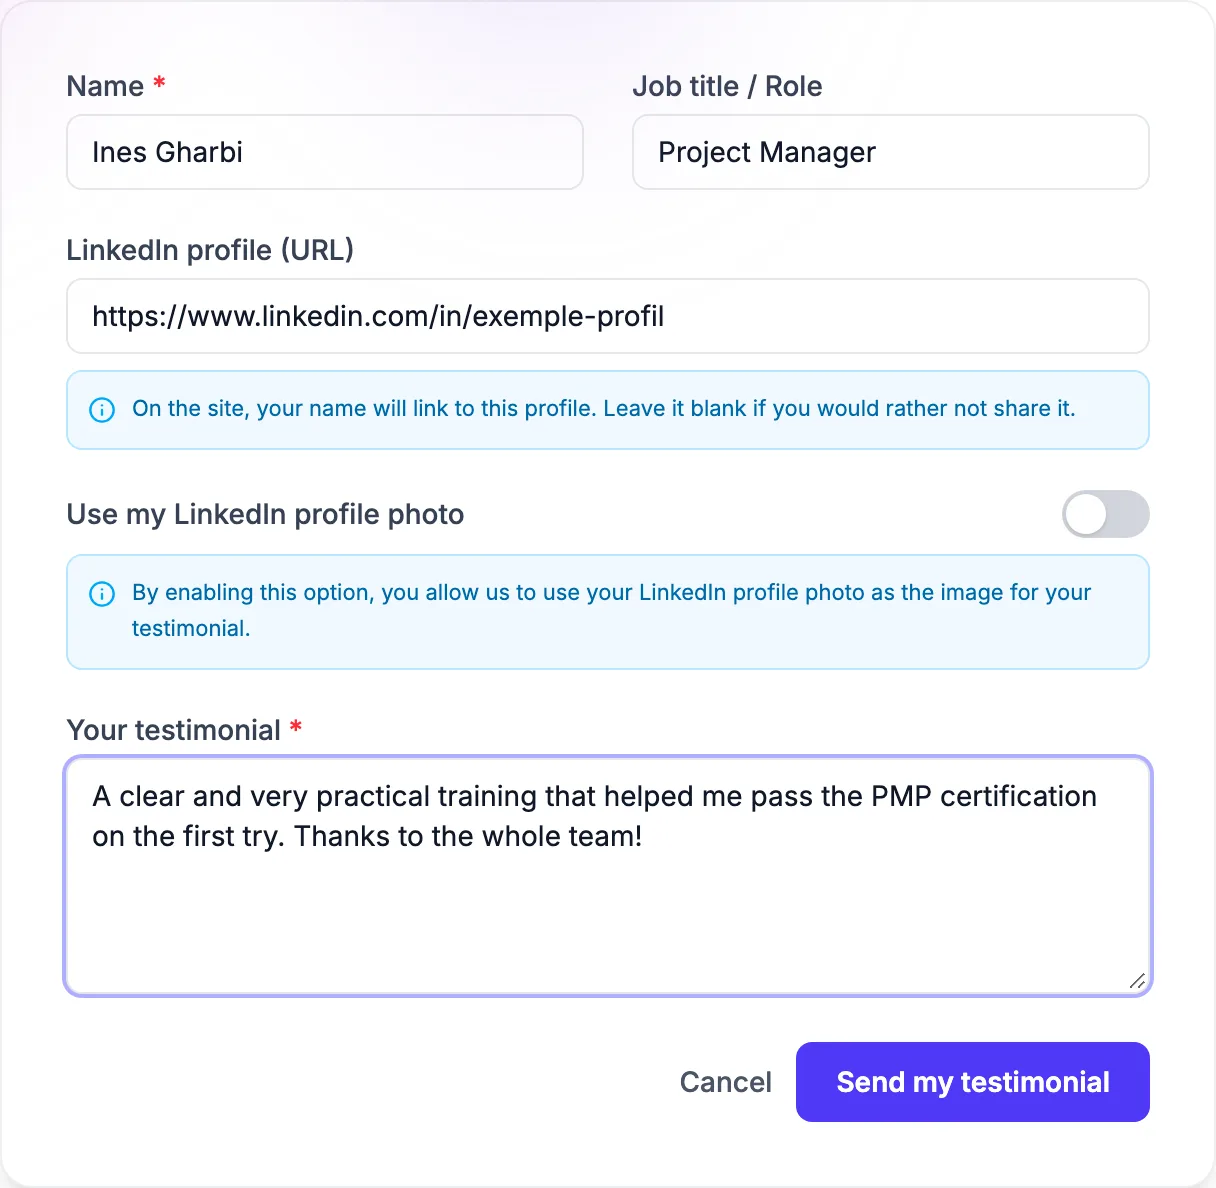 Name *
Job title / Role
Ines Gharbi
Project Manager
LinkedIn profile (URL)
https://www.linkedin.com/in/exemple-profil
On the site, your name will link to this profile. Leave it blank if you would rather not share it.
Use my LinkedIn profile photo
By enabling this option, you allow us to use your LinkedIn profile photo as the image for your
testimonial.
Your testimonial *
A clear and very practical training that helped me pass the PMP certification
on the first try. Thanks to the whole team!
Cancel
Send my testimonial